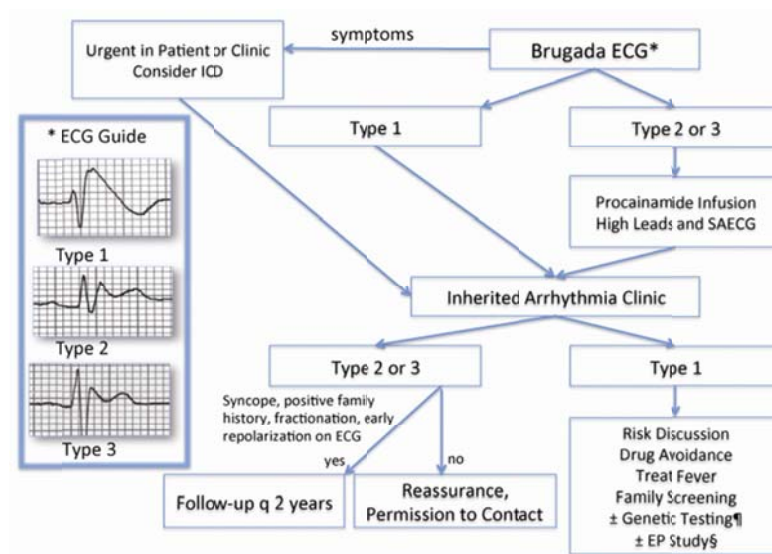 symptoms
Urgent in Patient or Clinic
Consider ICD
Brugada ECG*
Type 1
Type 2 or 3
* ECG Guide
Type 1
Type 2
Type 3
Procainamide Infusion
High Leads and SAECG
Inherited Arrhythmia Clinic
Type 2 or 3
Type 1
Syncope, positive family
history, fractionation, early
repolarization on ECG
yes
no
Follow-up q 2 years
Reassurance,
Permission to Contact
Risk Discussion
Drug Avoidance
Treat Fever
Family Screening
± Genetic Testing¶
± EP Study§